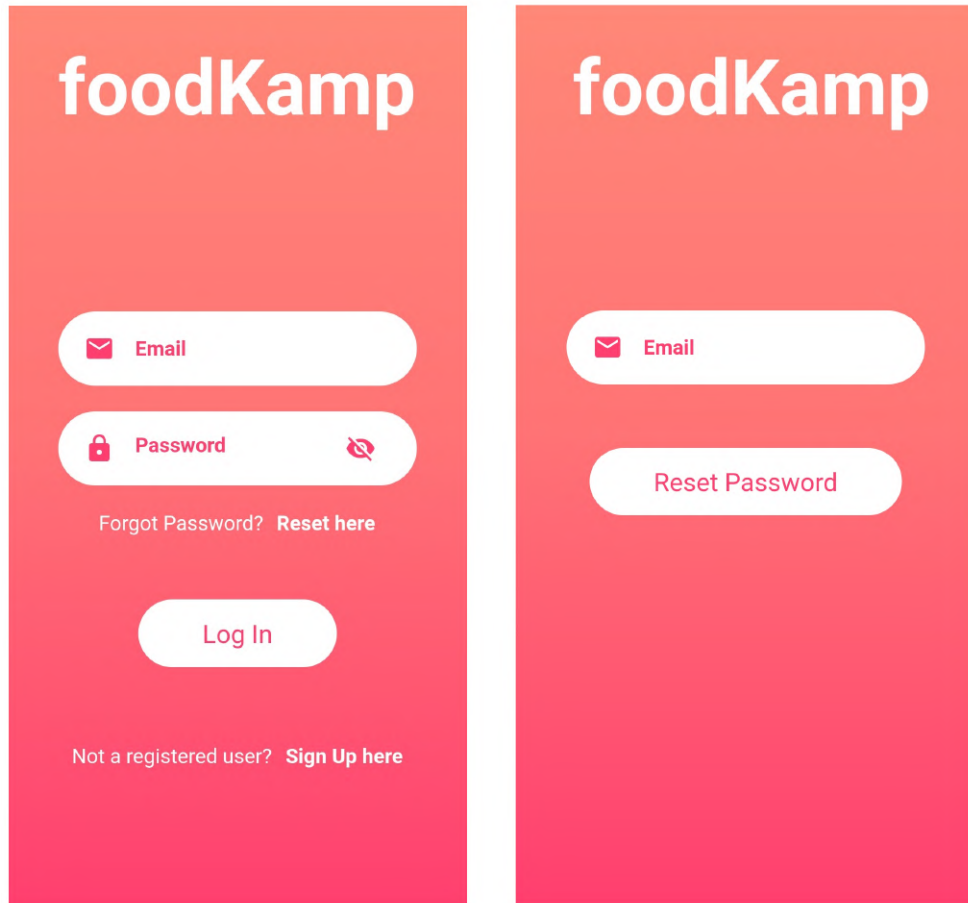 foodKamp
Email
Password
Forgot Password? Reset here
Log In
Not a registered user? Sign Up here
foodKamp
Email
Reset Password